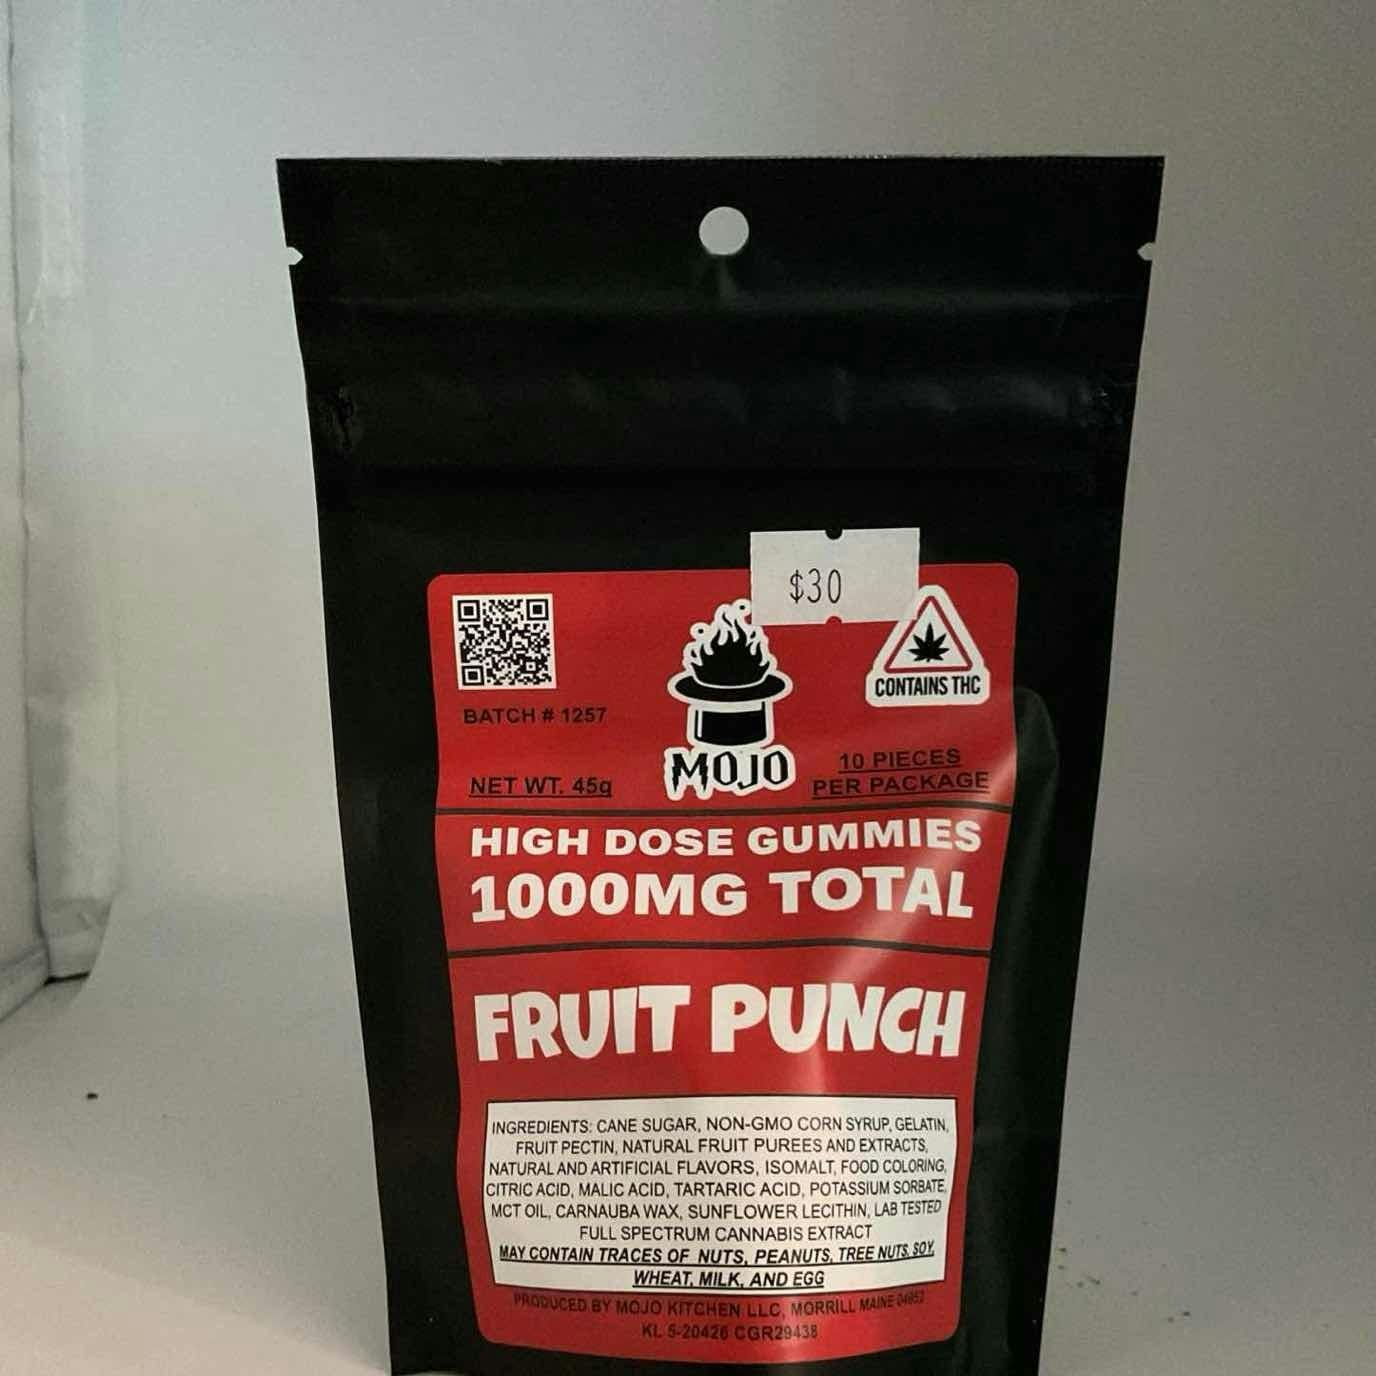 $30
CONTAINS THC
BATCH # 1257
MOJO
NET WT. 45g
10 PIECES
PER PACKAGE
HIGH DOSE GUMMIES
1000MG TOTAL
FRUIT PUNCH
INGREDIENTS: CANE SUGAR, NON-GMO CORN SYRUP, GELATIN,
FRUIT PECTIN, NATURAL FRUIT PUREES AND EXTRACTS,
NATURAL AND ARTIFICIAL FLAVORS, ISOMALT, FOOD COLORING,
CITRIC ACID, MALIC ACID, TARTARIC ACID, POTASSIUM SORBATE,
MCT OIL, CARNAUBA WAX, SUNFLOWER LECITHIN, LAB TESTED
FULL SPECTRUM CANNABIS EXTRACT
MAY CONTAIN TRACES OF NUTS, PEANUTS, TREE NUTS, SOY,
WHEAT, MILK, AND EGG
PRODUCED BY MOJO KITCHEN LLC, MORRILL MAINE 04952
KL 5-20426 CGR29438